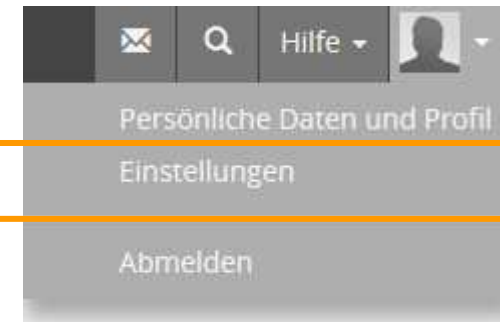 Hilfe
Persönliche Daten und Profil
Einstellungen
Abmelden